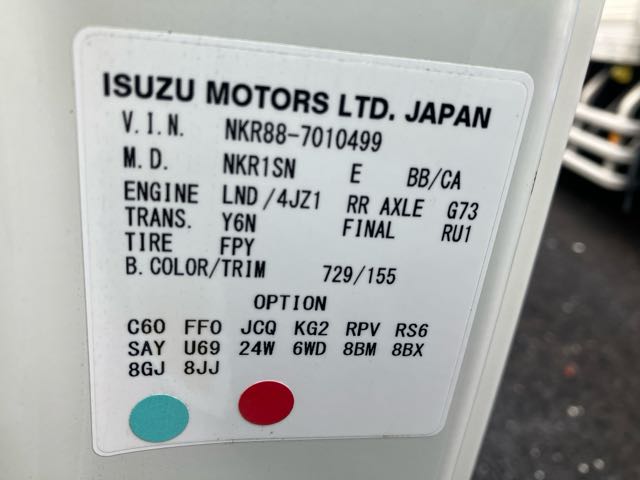 ISUZU MOTORS LTD. JAPAN
V.I.N. NKR88-7010499
M.D. NKR1SN E BB/CA
ENGINE LND/4JZ1 RR AXLE G73
TRANS. Y6N FINAL RU1
TIRE FPY
B.COLOR/TRIM 729/155
OPTION
C60 FF0 JCQ KG2 RPV RS6
SAY U69 24W 6WD 8BM 8BX
8GJ 8JJ